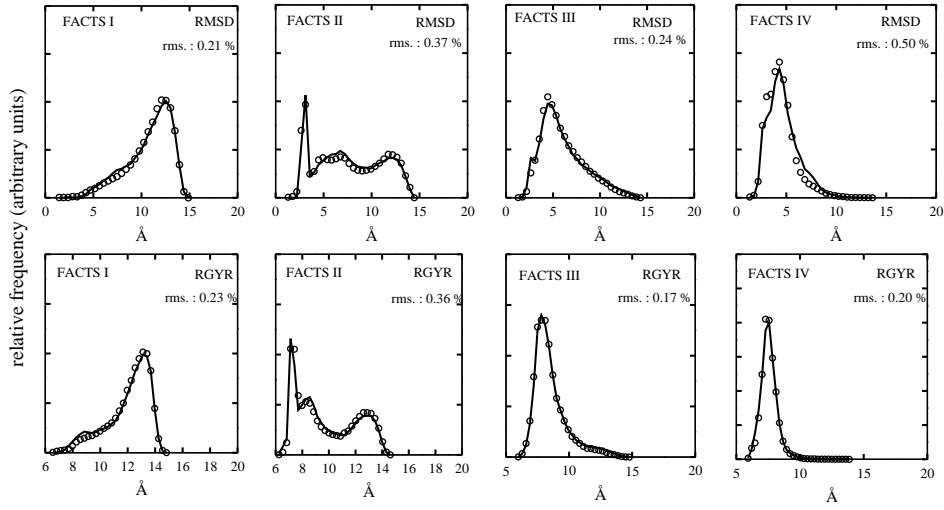 FACTS I RMSD
rms. : 0.21 %
FACTS II RMSD
rms. : 0.37 %
FACTS III RMSD
rms. : 0.24 %
FACTS IV RMSD
rms. : 0.50 %
0 5 10 15 20
0 5 10 15 20
0 5 10 15 20
0 5 10 15 20
Å Å Å Å
relative frequency (arbitrary units)
FACTS I RGYR
rms. : 0.23 %
FACTS II RGYR
rms. : 0.36 %
FACTS III RGYR
rms. : 0.17 %
FACTS IV RGYR
rms. : 0.20 %
6 8 10 12 14 16 18 20
6 8 10 12 14 16 18 20
5 10 15 20
5 10 15 20
Å Å Å Å